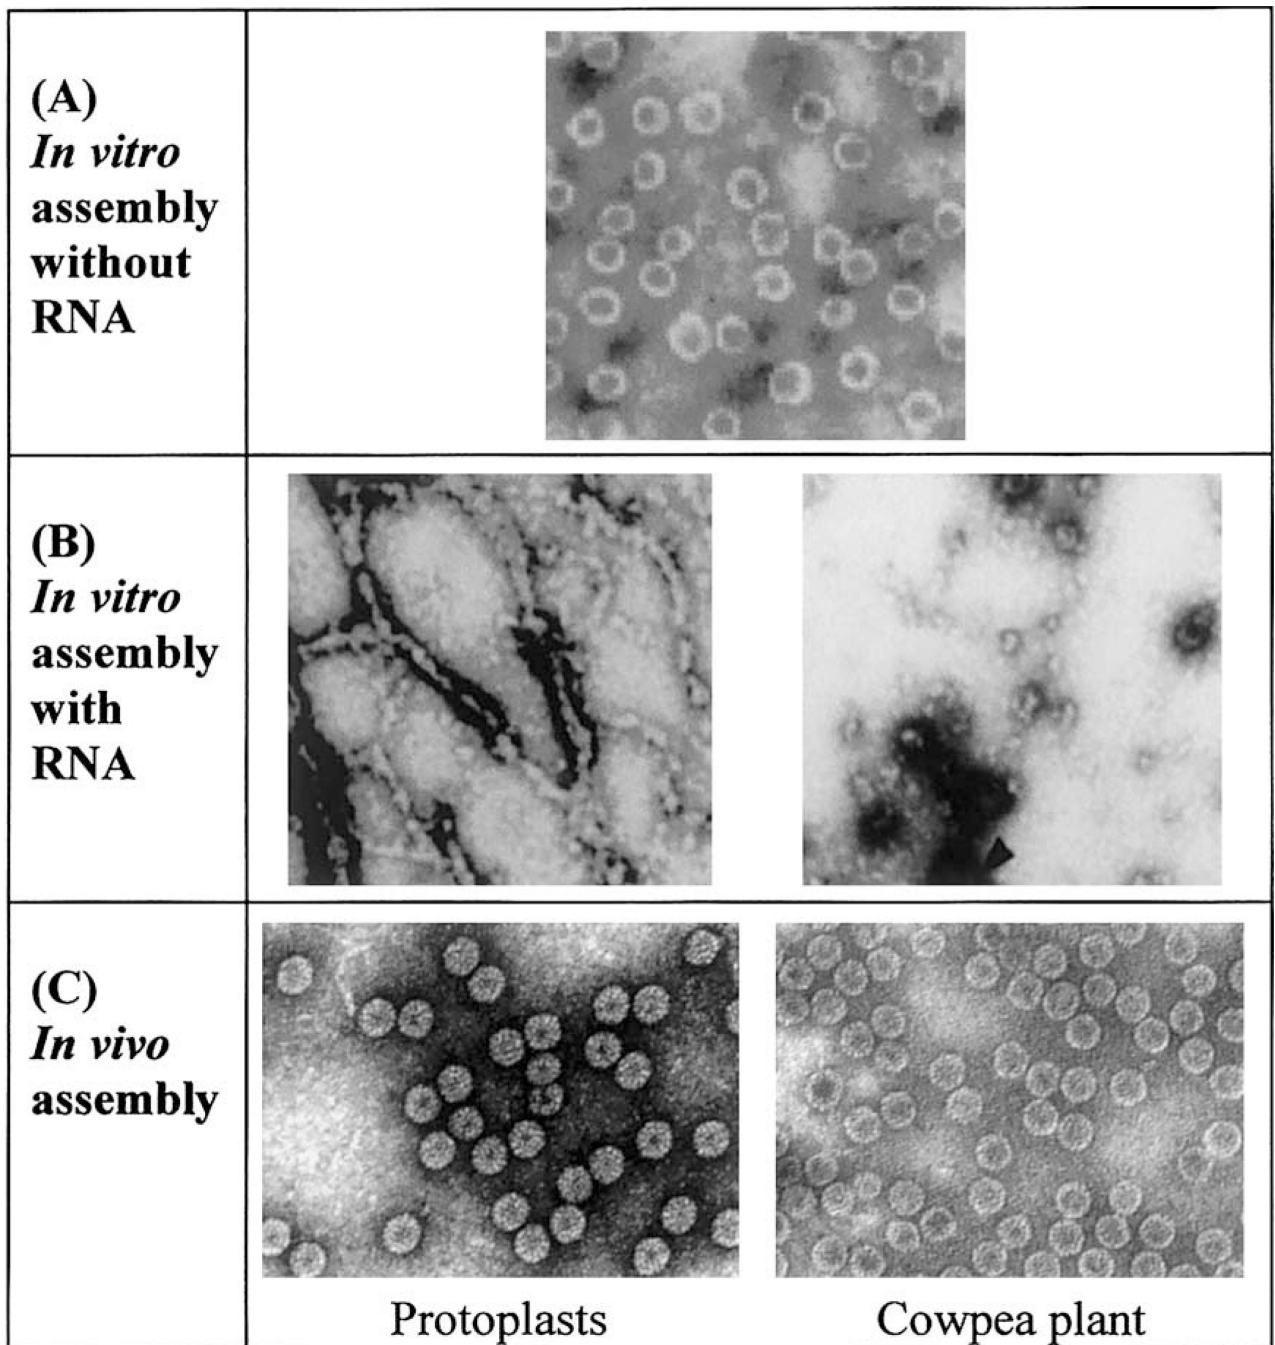 (A)
In vitro
assembly
without
RNA
(B)
In vitro
assembly
with
RNA
(C)
In vivo
assembly
Protoplasts
Cowpea plant